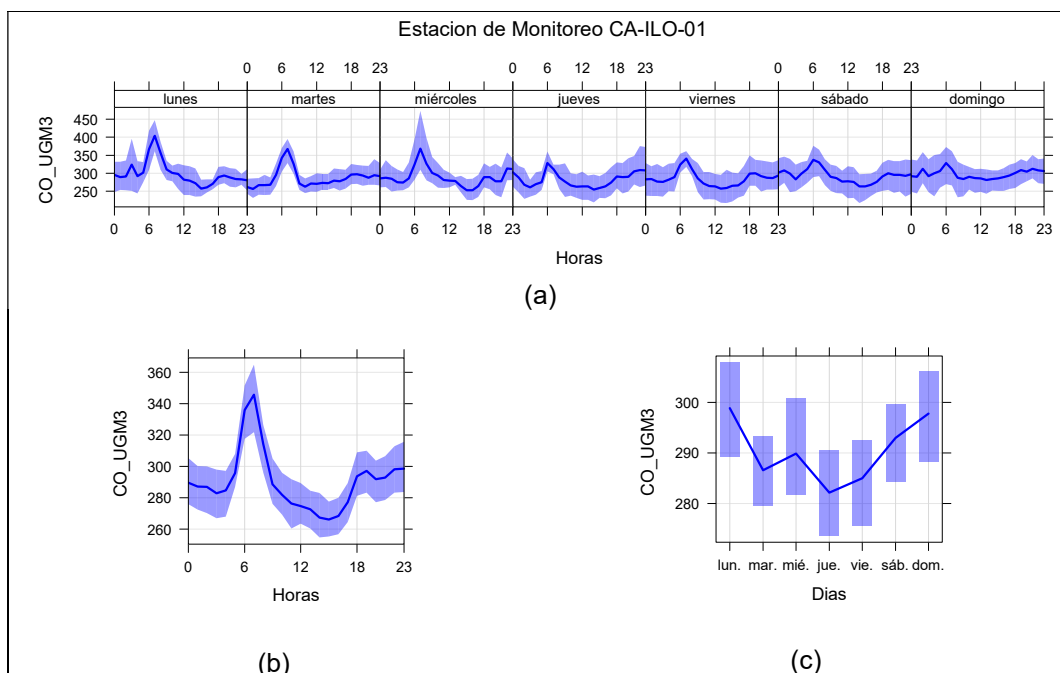 Estacion de Monitoreo CA-ILO-01
0 6 12 18 23 0 6 12 18 23 0 6 12 18 23
lunes martes miércoles jueves viernes sábado domingo
CO_UGM3
450
400
350
300
250
0 6 12 18 23 0 6 12 18 23 0 6 12 18 23 0 6 12 18 23
Horas
(a)
CO_UGM3
360
340
320
300
280
260
0 6 12 18 23
Horas
(b)
CO_UGM3
300
290
280
lun. mar. mié. jue. vie. sáb. dom.
Dias
(c)